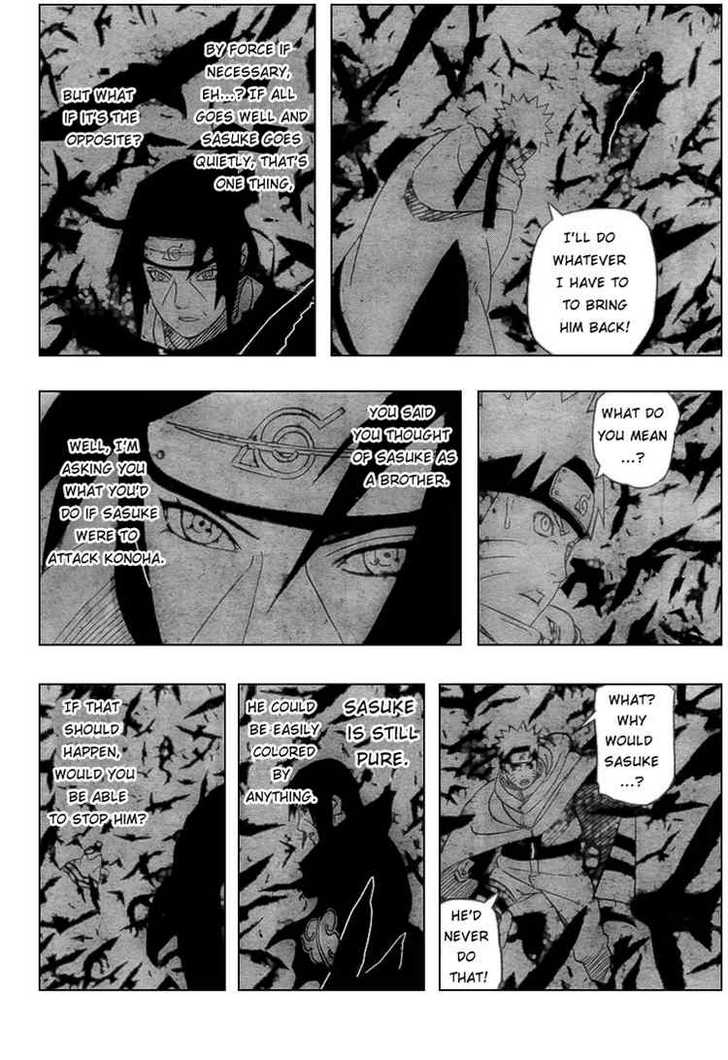 I'LL DO
WHATEVER
I HAVE TO
TO BRING
HIM BACK!
BY FORCE IF
NECESSARY,
EH...? IF ALL
GOES WELL AND
SASUKE GOES
QUIETLY, THAT'S
ONE THING,
BUT WHAT
IF IT'S THE
OPPOSITE?
WHAT DO
YOU MEAN
...?
YOU SAID
YOU THOUGHT
OF SASUKE AS
A BROTHER.
WELL, I'M
ASKING YOU
WHAT YOU'D
DO IF SASUKE
WERE TO
ATTACK KONOHA.
WHAT?
WHY
WOULD
SASUKE
...?
HE'D
NEVER
DO
THAT!
SASUKE
IS STILL
PURE.
HE COULD
BE EASILY
COLORED
BY
ANYTHING.
IF THAT
SHOULD
HAPPEN,
WOULD YOU
BE ABLE
TO STOP HIM?